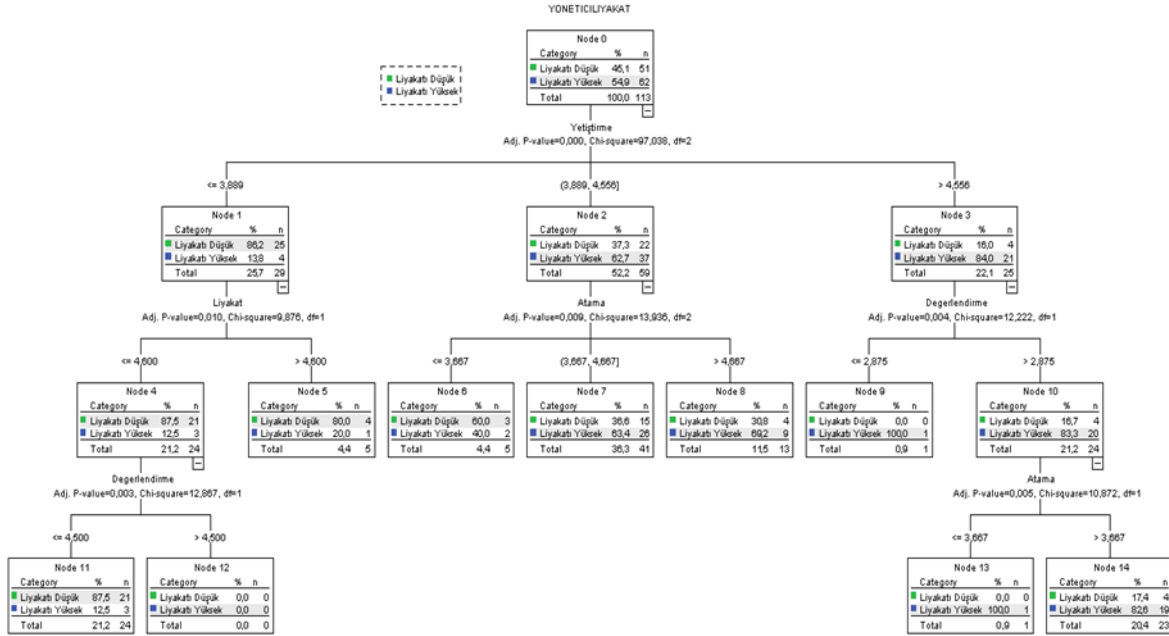 YONETICILIYAKAT
Liyakatı Düşük
Liyakatı Yüksek
Node 0
Category % n
Liyakatı Düşük 45,1 51
Liyakatı Yüksek 54,9 62
Total 100,0 113
Yetiştirme
Adj. P-value=0,000, Chi-square=97,038, df=2
<= 3,889
(3,889, 4,556]
> 4,556
Node 1
Category % n
Liyakatı Düşük 86,2 25
Liyakatı Yüksek 13,8 4
Total 25,7 29
Node 2
Category % n
Liyakatı Düşük 37,3 22
Liyakatı Yüksek 62,7 37
Total 52,2 59
Node 3
Category % n
Liyakatı Düşük 16,0 4
Liyakatı Yüksek 84,0 21
Total 22,1 25
Liyakat
Adj. P-value=0,010, Chi-square=9,876, df=1
Atama
Adj. P-value=0,009, Chi-square=13,936, df=2
Degerlendirme
Adj. P-value=0,004, Chi-square=12,222, df=1
<= 4,600
> 4,600
<= 3,667
(3,667, 4,667]
> 4,667
<= 2,875
> 2,875
Node 4
Category % n
Liyakatı Düşük 87,5 21
Liyakatı Yüksek 12,5 3
Total 21,2 24
Node 5
Category % n
Liyakatı Düşük 80,0 4
Liyakatı Yüksek 20,0 1
Total 4,4 5
Node 6
Category % n
Liyakatı Düşük 60,0 3
Liyakatı Yüksek 40,0 2
Total 4,4 5
Node 7
Category % n
Liyakatı Düşük 36,6 15
Liyakatı Yüksek 63,4 26
Total 36,3 41
Node 8
Category % n
Liyakatı Düşük 30,8 4
Liyakatı Yüksek 69,2 9
Total 11,5 13
Node 9
Category % n
Liyakatı Düşük 0,0 0
Liyakatı Yüksek 100,0 1
Total 0,9 1
Node 10
Category % n
Liyakatı Düşük 16,7 4
Liyakatı Yüksek 83,3 20
Total 21,2 24
Degerlendirme
Adj. P-value=0,003, Chi-square=12,867, df=1
Atama
Adj. P-value=0,005, Chi-square=10,872, df=1
<= 4,500
> 4,500
<= 3,667
> 3,667
Node 11
Category % n
Liyakatı Düşük 87,5 21
Liyakatı Yüksek 12,5 3
Total 21,2 24
Node 12
Category % n
Liyakatı Düşük 0,0 0
Liyakatı Yüksek 0,0 0
Total 0,0 0
Node 13
Category % n
Liyakatı Düşük 0,0 0
Liyakatı Yüksek 100,0 1
Total 0,9 1
Node 14
Category % n
Liyakatı Düşük 17,4 4
Liyakatı Yüksek 82,6 19
Total 20,4 23